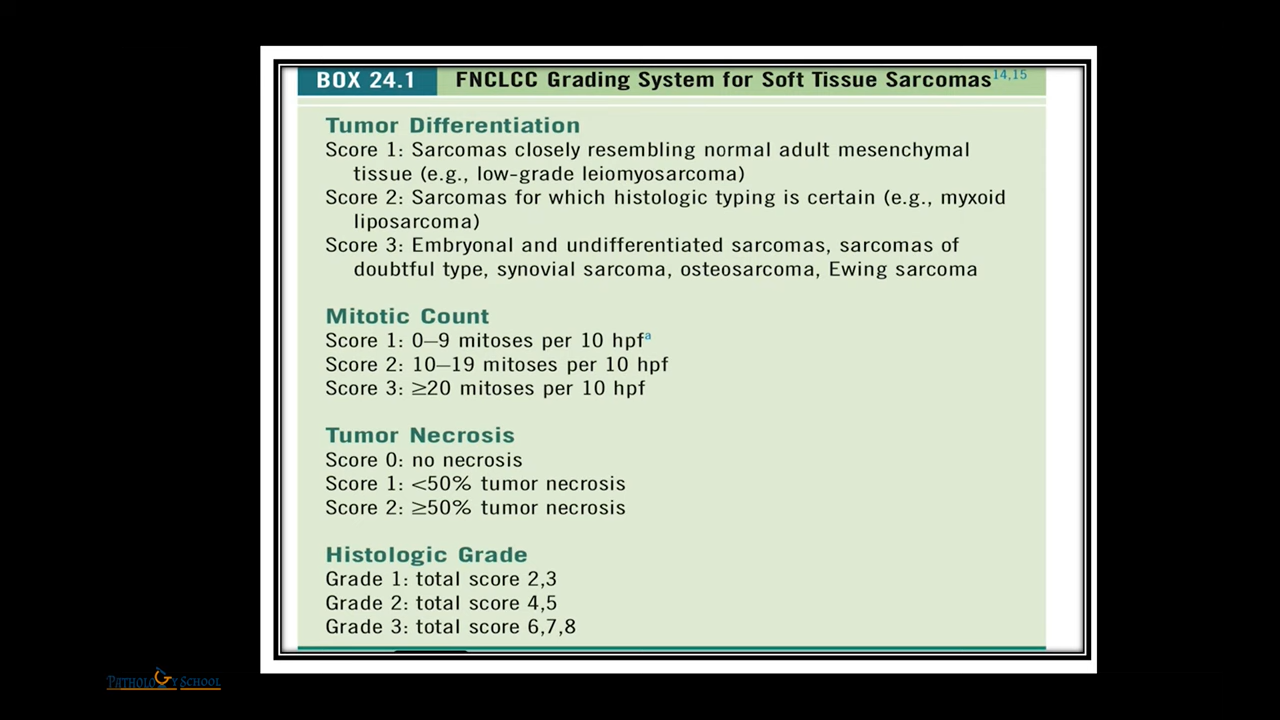 BOX 24.1 FNCLCC Grading System for Soft Tissue Sarcomas14,15
Tumor Differentiation
Score 1: Sarcomas closely resembling normal adult mesenchymal
tissue (e.g., low-grade leiomyosarcoma)
Score 2: Sarcomas for which histologic typing is certain (e.g., myxoid
liposarcoma)
Score 3: Embryonal and undifferentiated sarcomas, sarcomas of
doubtful type, synovial sarcoma, osteosarcoma, Ewing sarcoma
Mitotic Count
Score 1: 0–9 mitoses per 10 hpfa
Score 2: 10–19 mitoses per 10 hpf
Score 3: ≥20 mitoses per 10 hpf
Tumor Necrosis
Score 0: no necrosis
Score 1: <50% tumor necrosis
Score 2: ≥50% tumor necrosis
Histologic Grade
Grade 1: total score 2,3
Grade 2: total score 4,5
Grade 3: total score 6,7,8
PATHOLOGY SCHOOL